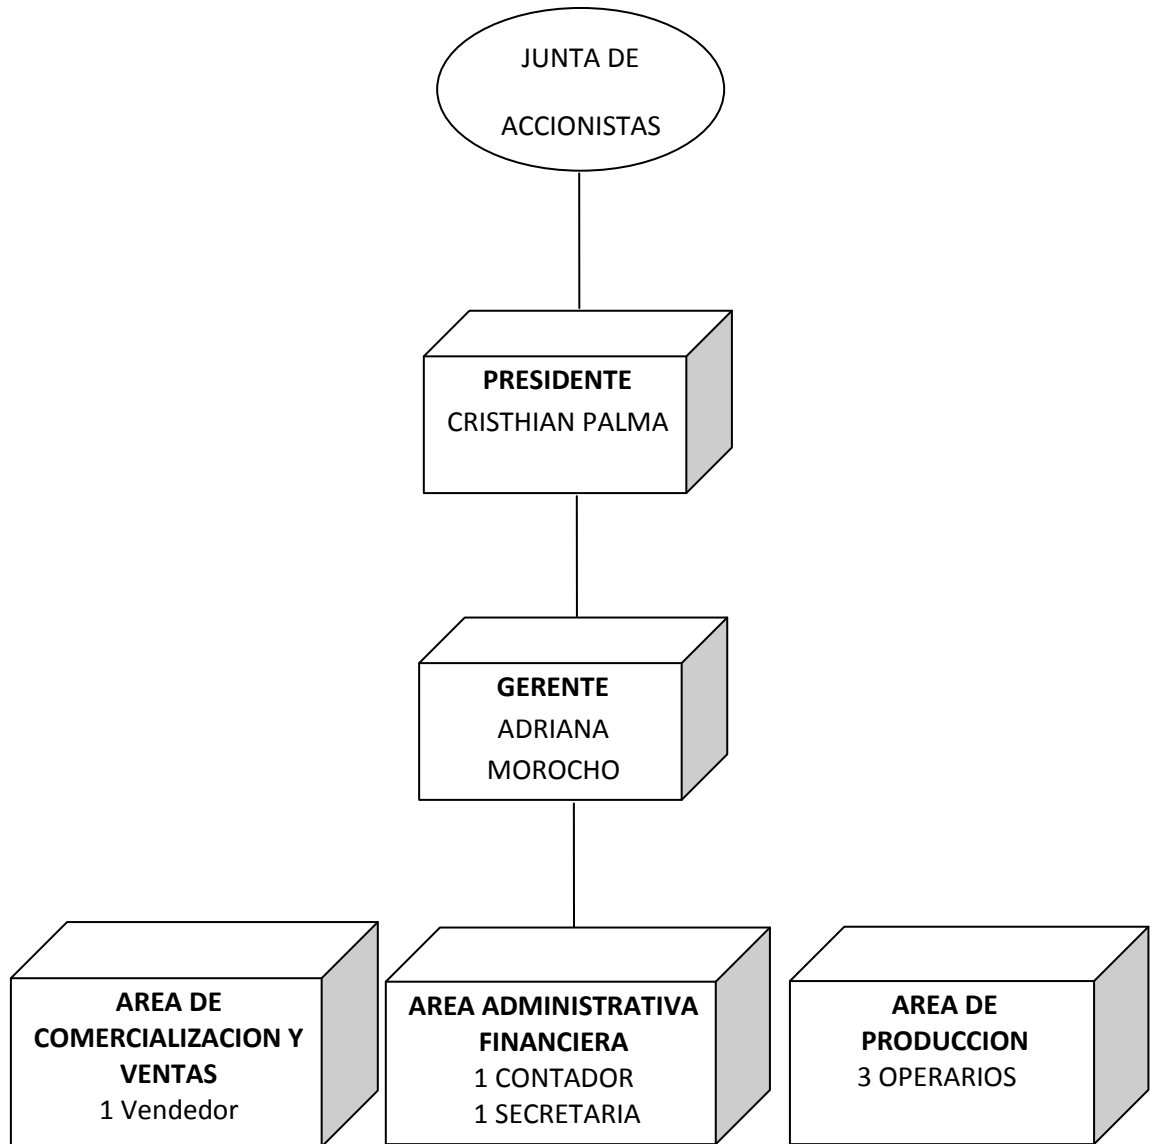 JUNTA DE
ACCIONISTAS
PRESIDENTE
CRISTHIAN PALMA
GERENTE
ADRIANA
MOROCHO
AREA DE
COMERCIALIZACION Y
VENTAS
1 Vendedor
AREA ADMINISTRATIVA
FINANCIERA
1 CONTADOR
1 SECRETARIA
AREA DE
PRODUCCION
3 OPERARIOS